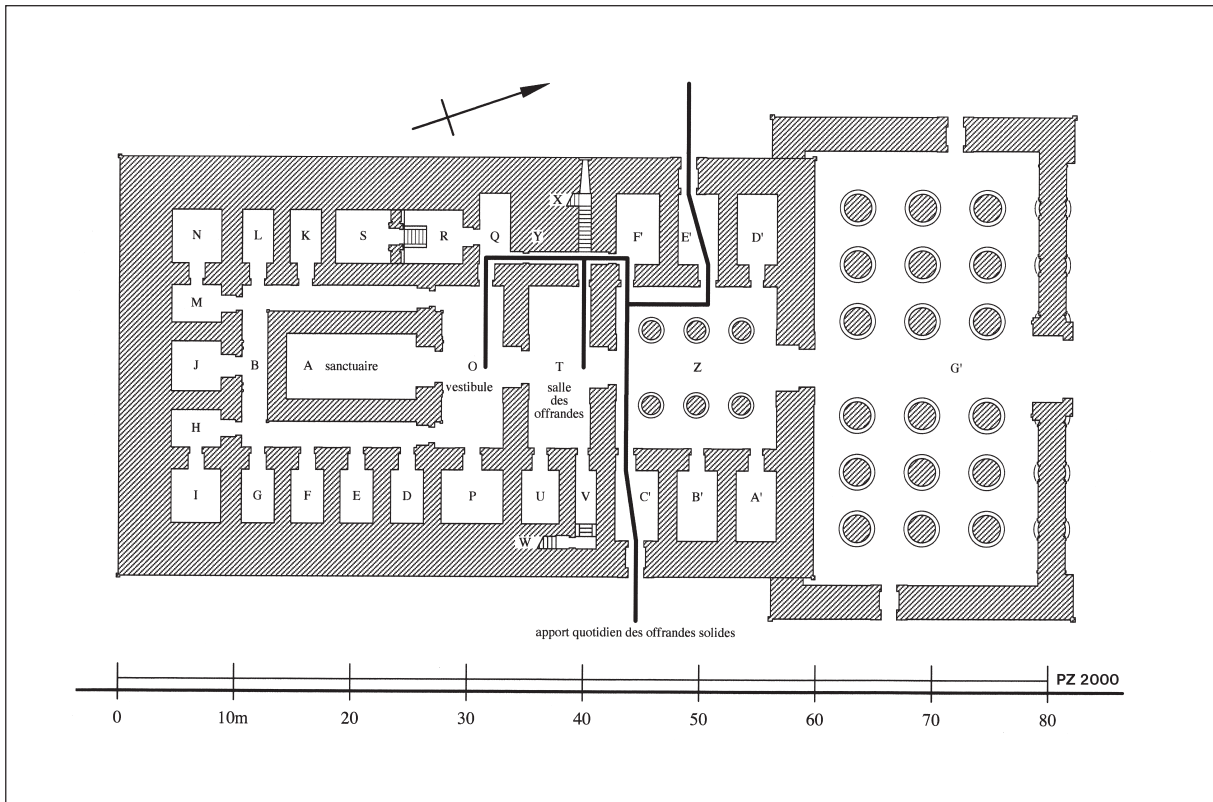 X
N
L
K
S
R
Q
Y
F'
E'
D'
M
J
B
A sanctuaire
O
vestibule
T
salle
des
offrandes
Z
G'
H
I
G
F
E
D
P
U
V
C'
B'
A'
W
apport quotidien des offrandes solides
PZ 2000
0 10m 20 30 40 50 60 70 80